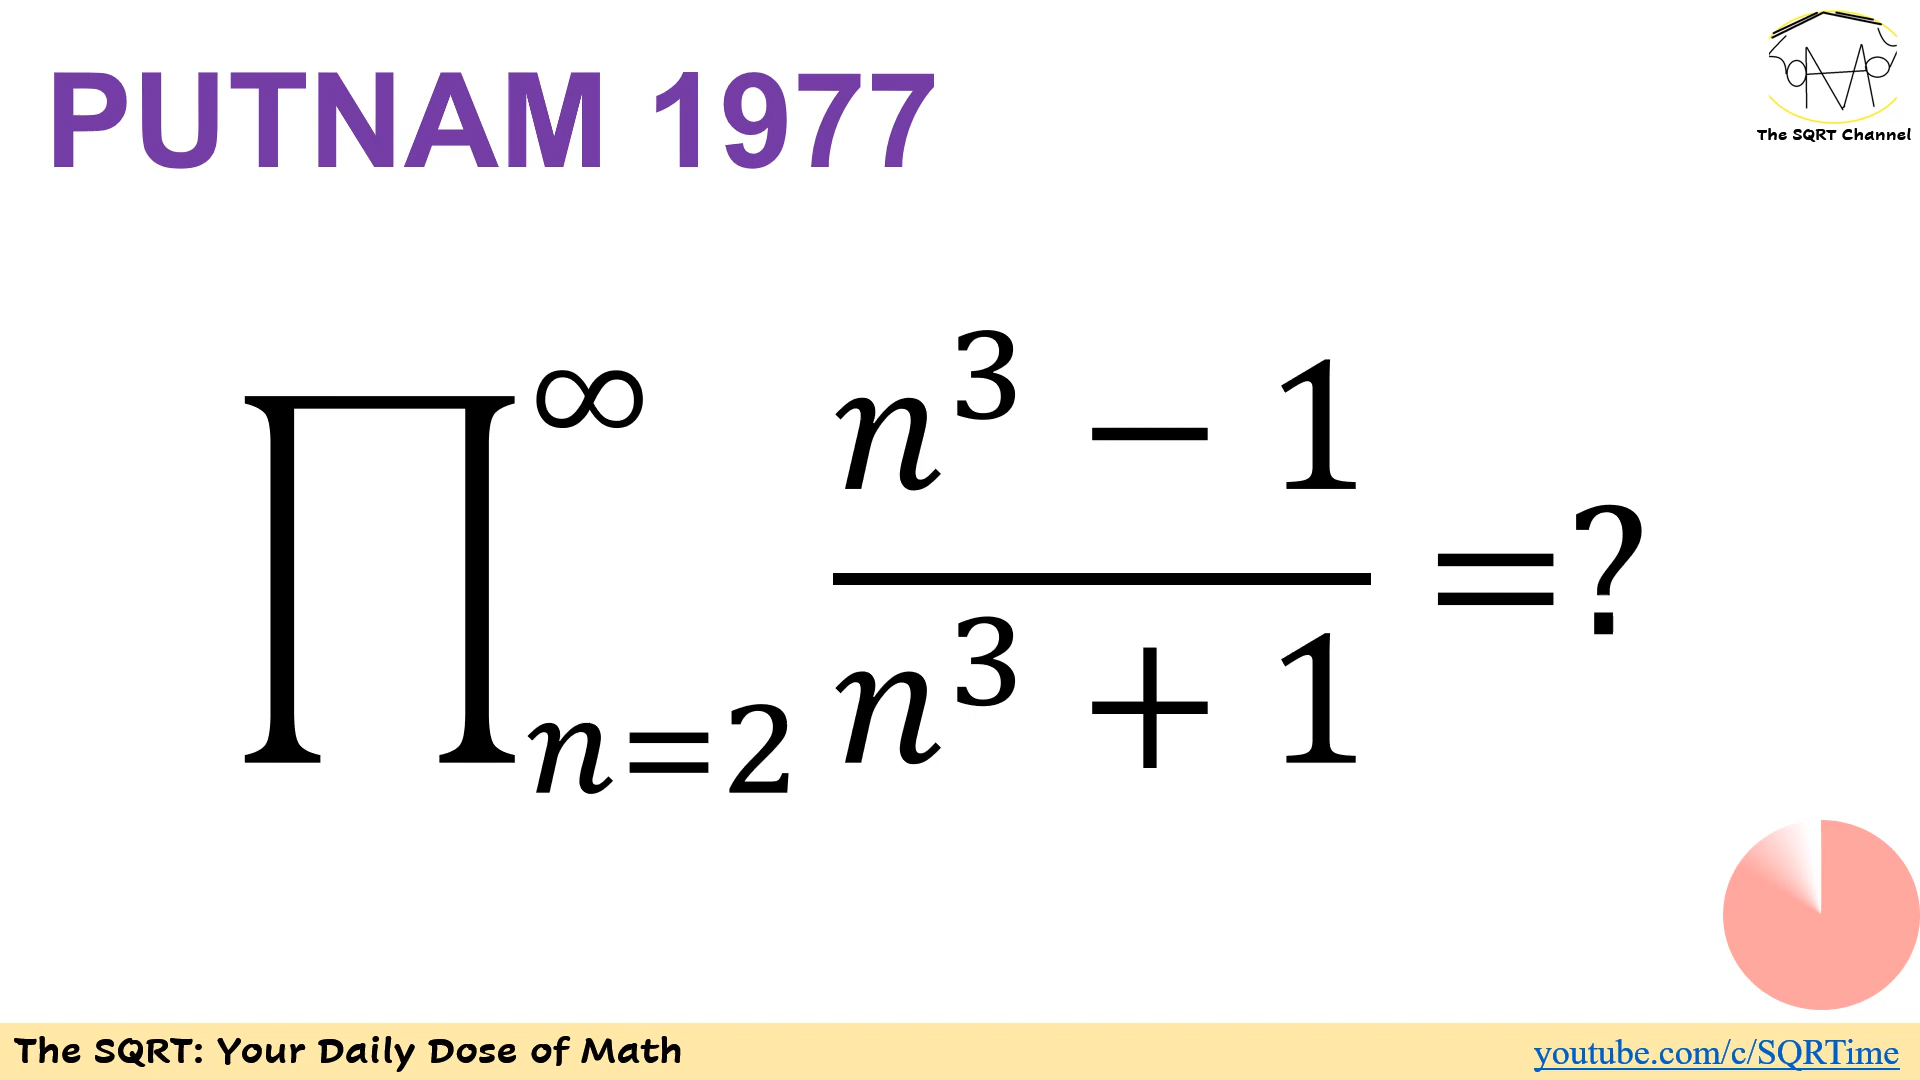 PUTNAM 1977
The SQRT Channel
∏_{n=2}^{∞} \frac{n^3 − 1}{n^3 + 1} =?
The SQRT: Your Daily Dose of Math
youtube.com/c/SQRTime